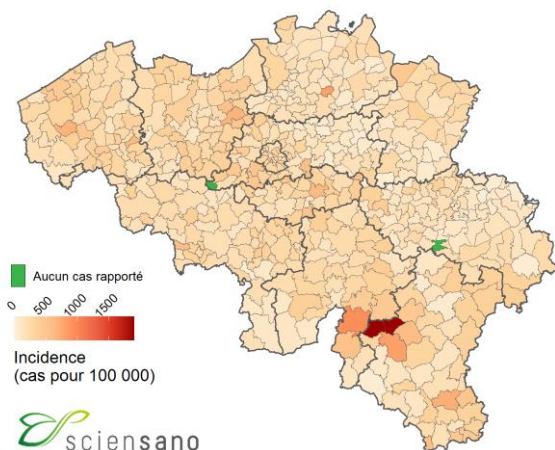 Aucun cas rapporté
0 500 1000 1500
Incidence
(cas pour 100 000)
sciensano